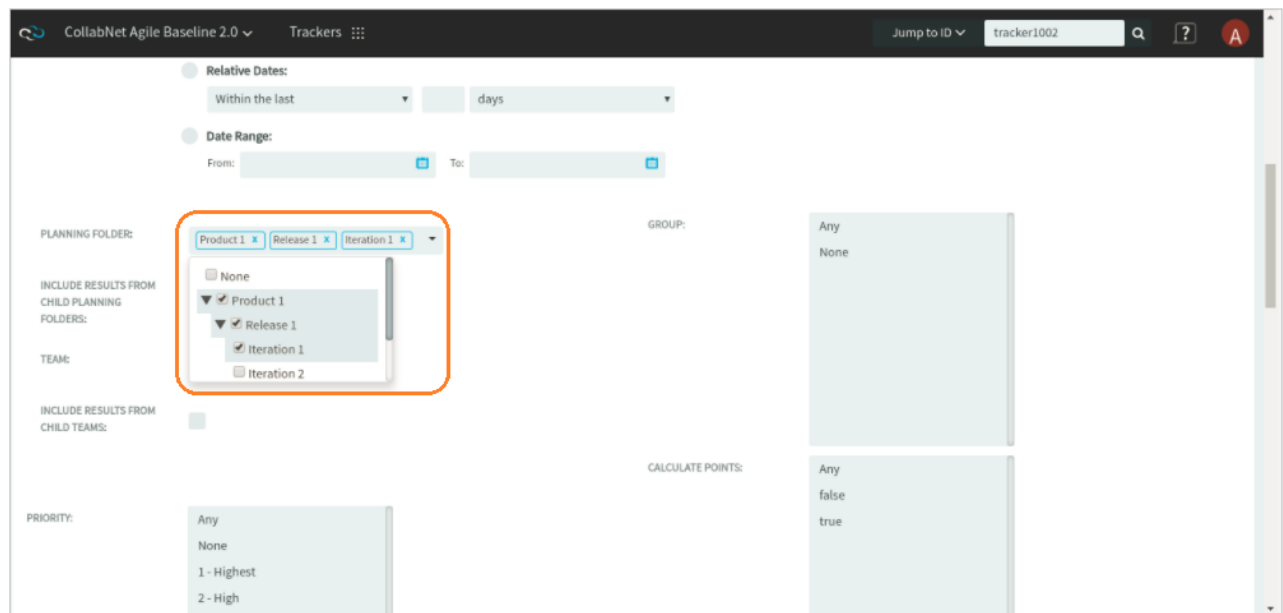 CollabNet Agile Baseline 2.0
Trackers
Jump to ID
tracker1002
?
A
Relative Dates:
Within the last
days
Date Range:
From:
To:
PLANNING FOLDER:
Product 1 x
Release 1 x
Iteration 1 x
None
Product 1
Release 1
Iteration 1
Iteration 2
INCLUDE RESULTS FROM
CHILD PLANNING
FOLDERS:
TEAM:
INCLUDE RESULTS FROM
CHILD TEAMS:
GROUP:
Any
None
CALCULATE POINTS:
Any
false
true
PRIORITY:
Any
None
1 - Highest
2 - High